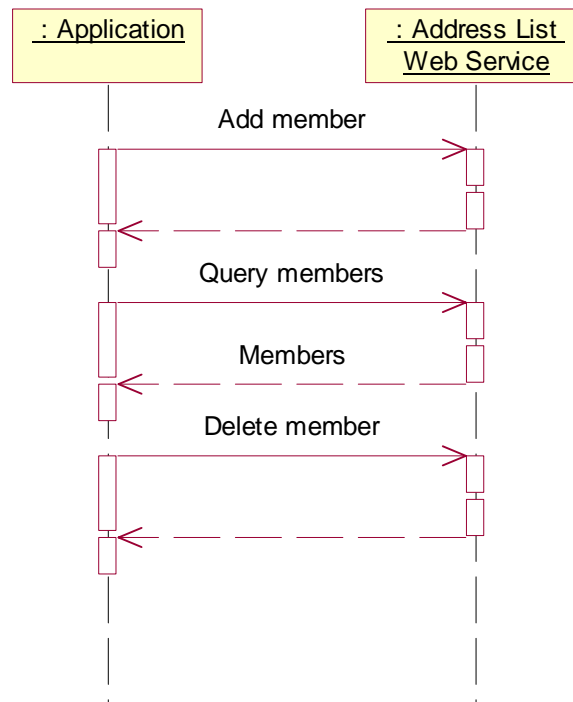 : Application
: Address List
Web Service
Add member
Query members
Members
Delete member